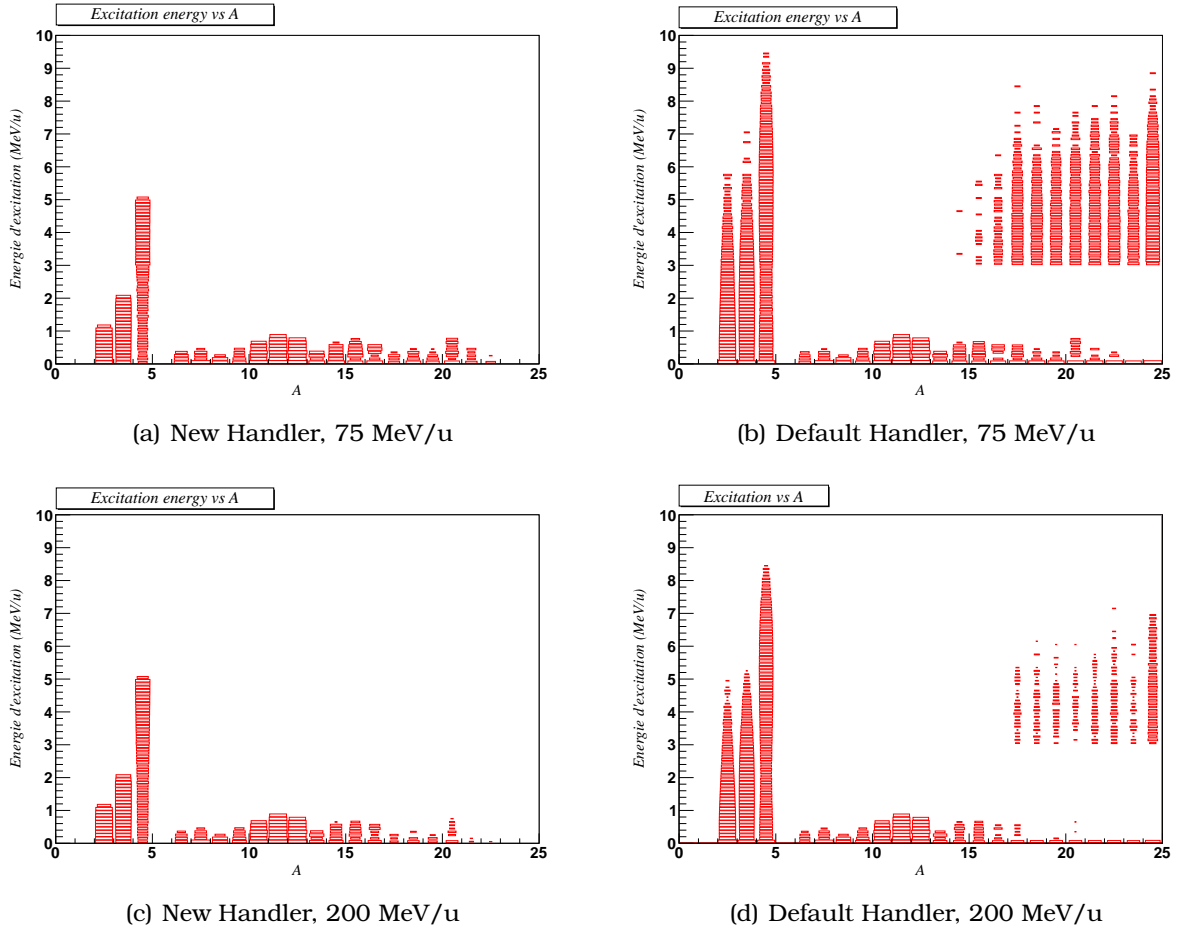 Excitation energy vs A
Energie d'excitation (MeV/u)
10
9
8
7
6
5
4
3
2
1
0
0 5 10 15 20 25
A
(a) New Handler, 75 MeV/u
Excitation energy vs A
Energie d'excitation (MeV/u)
10
9
8
7
6
5
4
3
2
1
0
0 5 10 15 20 25
A
(b) Default Handler, 75 MeV/u
Excitation energy vs A
Energie d'excitation (MeV/u)
10
9
8
7
6
5
4
3
2
1
0
0 5 10 15 20 25
A
(c) New Handler, 200 MeV/u
Excitation vs A
Energie d'excitation (MeV/u)
10
9
8
7
6
5
4
3
2
1
0
0 5 10 15 20 25
A
(d) Default Handler, 200 MeV/u